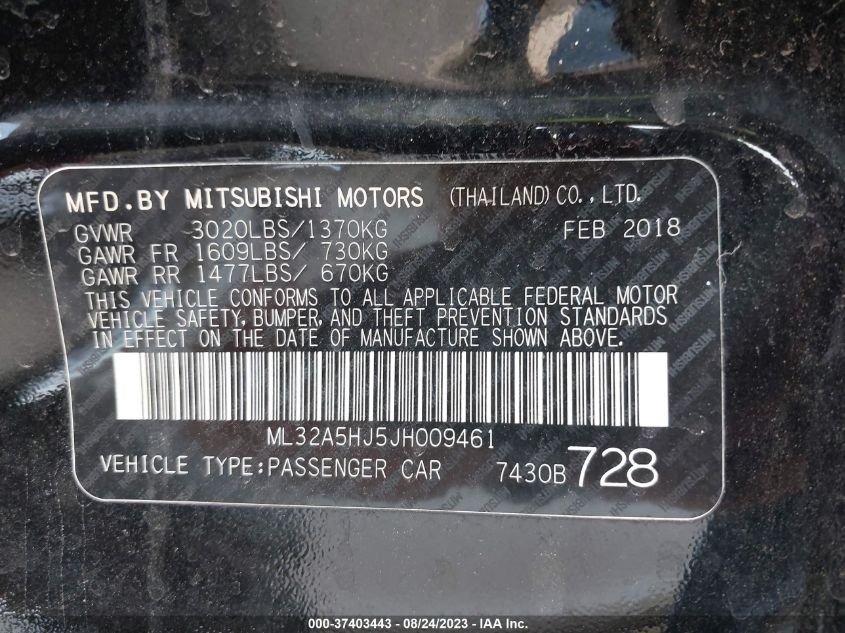 MFD.BY MITSUBISHI MOTORS (THAILAND)CO.,LTD.
GVWR 3020LBS/1370KG FEB 2018
GAWR FR 1609LBS/ 730KG
GAWR RR 1477LBS/ 670KG
THIS VEHICLE CONFORMS TO ALL APPLICABLE FEDERAL MOTOR
VEHICLE SAFETY, BUMPER, AND THEFT PREVENTION STANDARDS
IN EFFECT ON THE DATE OF MANUFACTURE SHOWN ABOVE.
ML32A5HJ5JH009461
VEHICLE TYPE:PASSENGER CAR 7430B 728
000-37403443 - 08/24/2023 - IAA Inc.